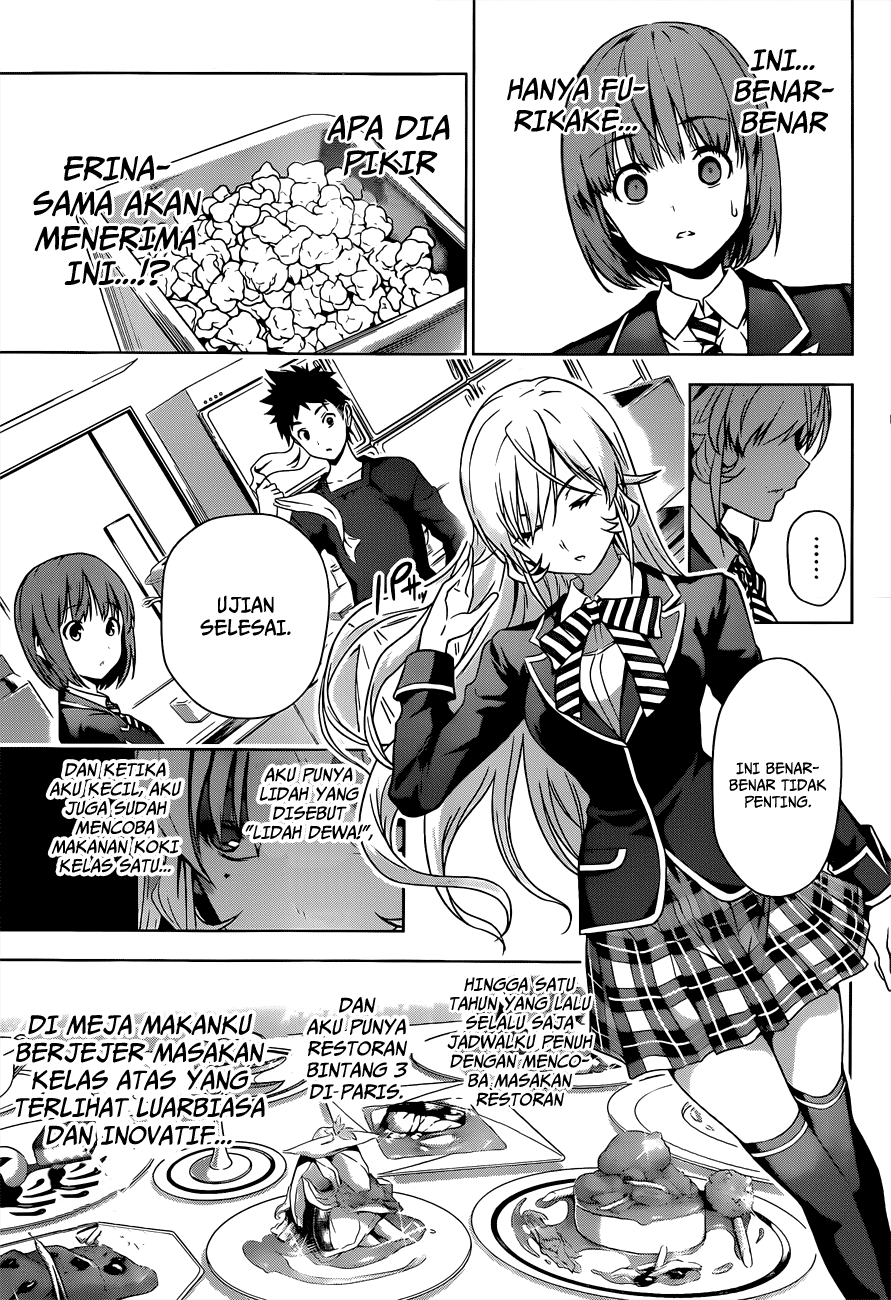 INI...
BENAR-
BENAR
HANYA FU-
RIKAKE...
APA DIA
PIKIR
ERINA-
SAMA AKAN
MENERIMA
INI...!?
........
UJIAN
SELESAI.
INI BENAR-
BENAR TIDAK
PENTING.
AKU PUNYA
LIDAH YANG
DISEBUT
"LIDAH DEWA!",
DAN KETIKA
AKU KECIL, AKU
JUGA SUDAH
MENCOBA
MAKANAN KOKI
KELAS SATU...
HINGGA SATU
TAHUN YANG LALU
SELALU SAJA
JADWALKU PENUH
DENGAN MENCO-
BA MASAKAN
RESTORAN
DAN
AKU PUNYA
RESTORAN
BINTANG 3
DI PARIS.
DI MEJA MAKANKU
BERJEJER MASAKAN
KELAS ATAS YANG
TERLIHAT LUARBIASA
DAN INOVATIF...